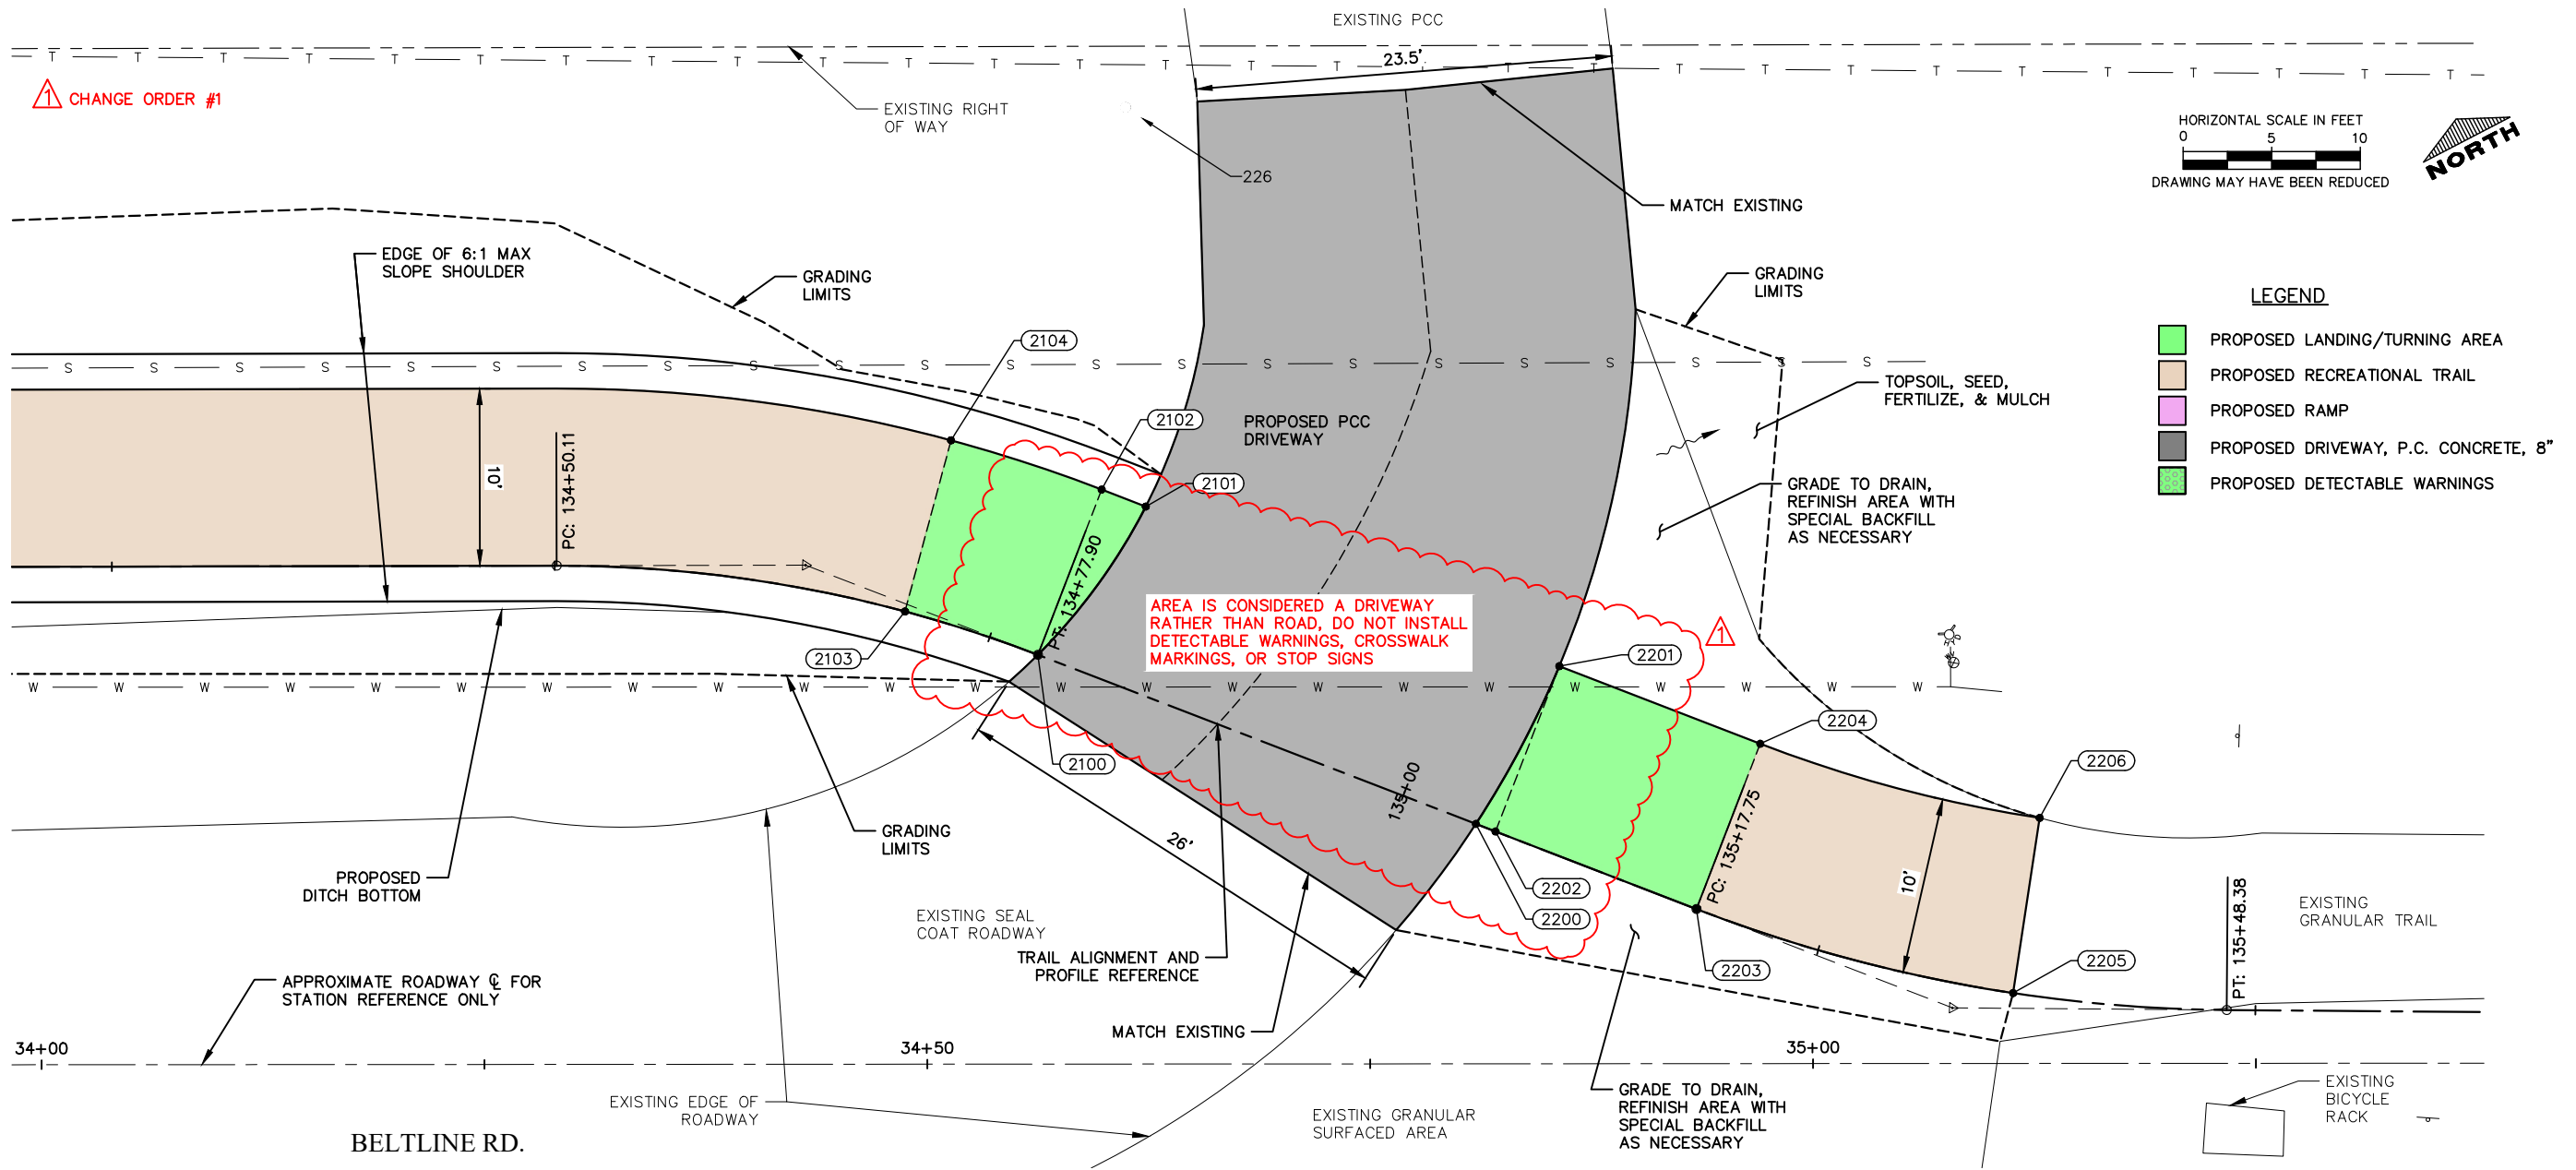 EXISTING PCC
23.5'
T T T T T T T T T T T T T T T T T T T T T T T T T T T T T
1 CHANGE ORDER #1
EXISTING RIGHT
OF WAY
226
HORIZONTAL SCALE IN FEET
0 5 10
DRAWING MAY HAVE BEEN REDUCED
NORTH
MATCH EXISTING
EDGE OF 6:1 MAX
SLOPE SHOULDER
GRADING
LIMITS
GRADING
LIMITS
LEGEND
PROPOSED LANDING/TURNING AREA
PROPOSED RECREATIONAL TRAIL
PROPOSED RAMP
PROPOSED DRIVEWAY, P.C. CONCRETE, 8"
PROPOSED DETECTABLE WARNINGS
2104
S S S S S S S S S S S S S S S S S S S S S S
TOPSOIL, SEED,
FERTILIZE, & MULCH
2102
PROPOSED PCC
DRIVEWAY
2101
10'
PC: 134+50.11
GRADE TO DRAIN,
REFINISH AREA WITH
SPECIAL BACKFILL
AS NECESSARY
PT: 134+77.90
AREA IS CONSIDERED A DRIVEWAY
RATHER THAN ROAD, DO NOT INSTALL
DETECTABLE WARNINGS, CROSSWALK
MARKINGS, OR STOP SIGNS
1
2103
2201
W W W W W W W W W W W W W W W W W W W W W W W
2204
2100
2206
135+00
PC: 135+17.75
26'
GRADING
LIMITS
10'
PROPOSED
DITCH BOTTOM
2202
2200
EXISTING SEAL
COAT ROADWAY
PT: 135+48.38
EXISTING
GRANULAR TRAIL
TRAIL ALIGNMENT AND
PROFILE REFERENCE
2203
2205
APPROXIMATE ROADWAY ℄ FOR
STATION REFERENCE ONLY
MATCH EXISTING
34+00
34+50
35+00
EXISTING EDGE OF
ROADWAY
EXISTING GRANULAR
SURFACED AREA
GRADE TO DRAIN,
REFINISH AREA WITH
SPECIAL BACKFILL
AS NECESSARY
EXISTING
BICYCLE
RACK
BELTLINE RD.